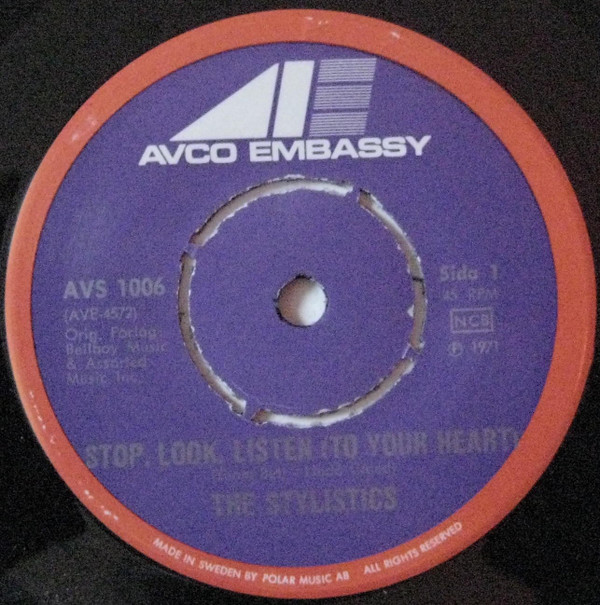 AVCO EMBASSY
AVS 1006
(AVE-4572)
Orig. Förlag
Bellboy Music
& Assorted
Music Inc.
Sida 1
45 RPM
NCB
℗ 1971
STOP, LOOK, LISTEN (TO YOUR HEART)
THE STYLISTICS
MADE IN SWEDEN BY POLAR MUSIC AB ALL RIGHTS RESERVED